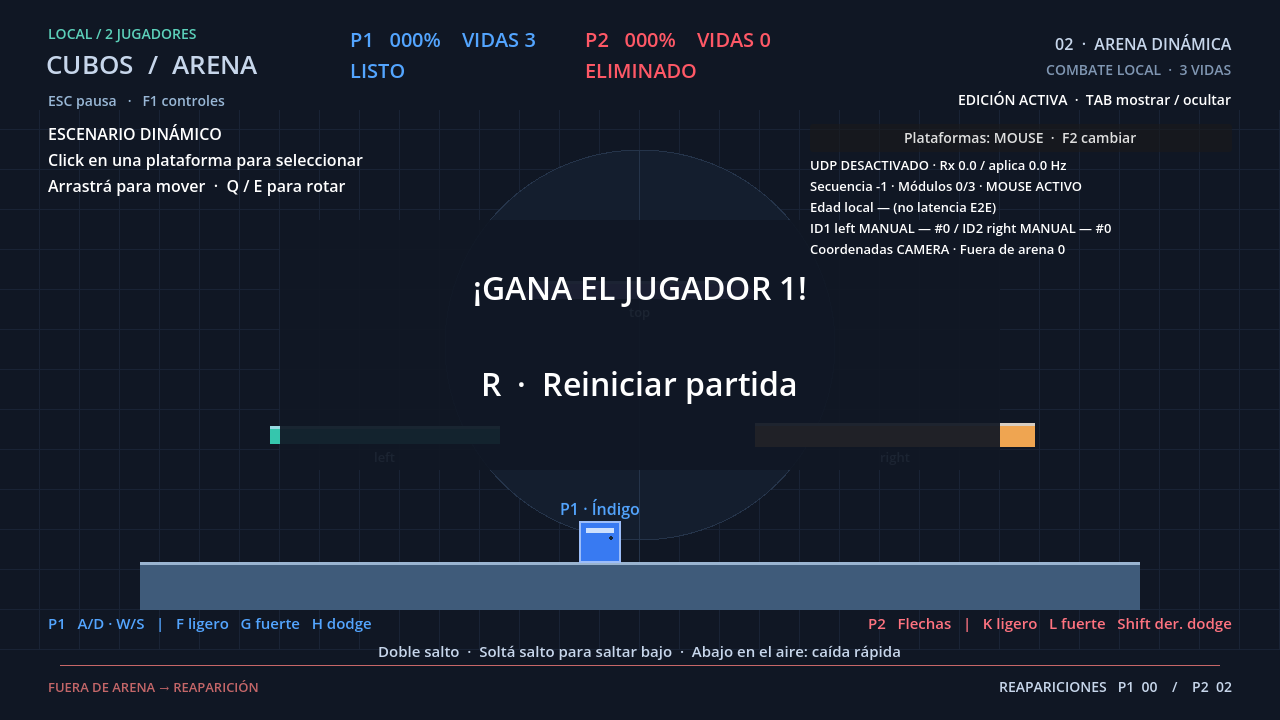 LOCAL / 2 JUGADORES
CUBOS / ARENA
ESC pausa · F1 controles
P1 000% VIDAS 3
LISTO
P2 000% VIDAS 0
ELIMINADO
02 · ARENA DINÁMICA
COMBATE LOCAL · 3 VIDAS
EDICIÓN ACTIVA · TAB mostrar / ocultar
ESCENARIO DINÁMICO
Click en una plataforma para seleccionar
Arrastrá para mover · Q / E para rotar
Plataformas: MOUSE · F2 cambiar
UDP DESACTIVADO · Rx 0.0 / aplica 0.0 Hz
Secuencia -1 · Módulos 0/3 · MOUSE ACTIVO
Edad local — (no latencia E2E)
ID1 left MANUAL — #0 / ID2 right MANUAL — #0
Coordenadas CAMERA · Fuera de arena 0
¡GANA EL JUGADOR 1!
top
R · Reiniciar partida
left
right
P1 · Índigo
P1 A/D · W/S | F ligero G fuerte H dodge
P2 Flechas | K ligero L fuerte Shift der. dodge
Doble salto · Soltá salto para saltar bajo · Abajo en el aire: caída rápida
FUERA DE ARENA → REAPARICIÓN
REAPARICIONES P1 00 / P2 02